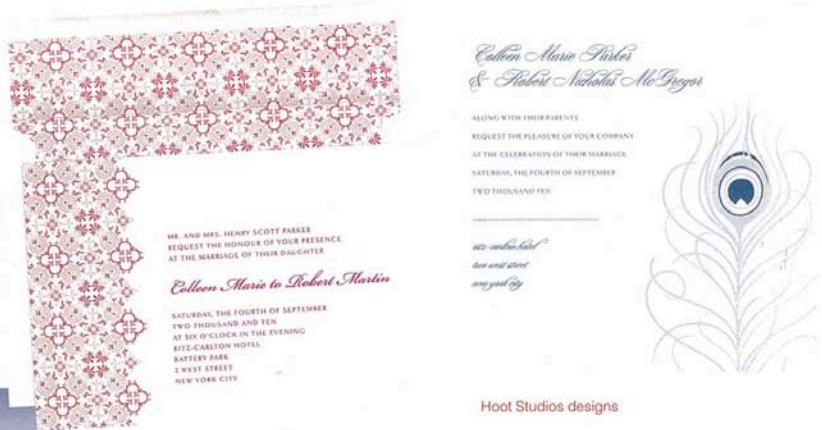 MR. AND MRS. HENRY SCOTT PARKER
REQUEST THE HONOUR OF YOUR PRESENCE
AT THE MARRIAGE OF THEIR DAUGHTER
Colleen Marie to Robert Martin
SATURDAY, THE FOURTH OF SEPTEMBER
TWO THOUSAND AND TEN
AT SIX O'CLOCK IN THE EVENING
RITZ-CARLTON HOTEL
BATTERY PARK
2 WEST STREET
NEW YORK CITY
Colleen Marie Parker
& Robert Nicholas McGregor
ALONG WITH THEIR PARENTS
REQUEST THE PLEASURE OF YOUR COMPANY
AT THE CELEBRATION OF THEIR MARRIAGE
SATURDAY, THE FOURTH OF SEPTEMBER
TWO THOUSAND TEN
ritz-carlton hotel
two west street
new york city
Hoot Studios designs